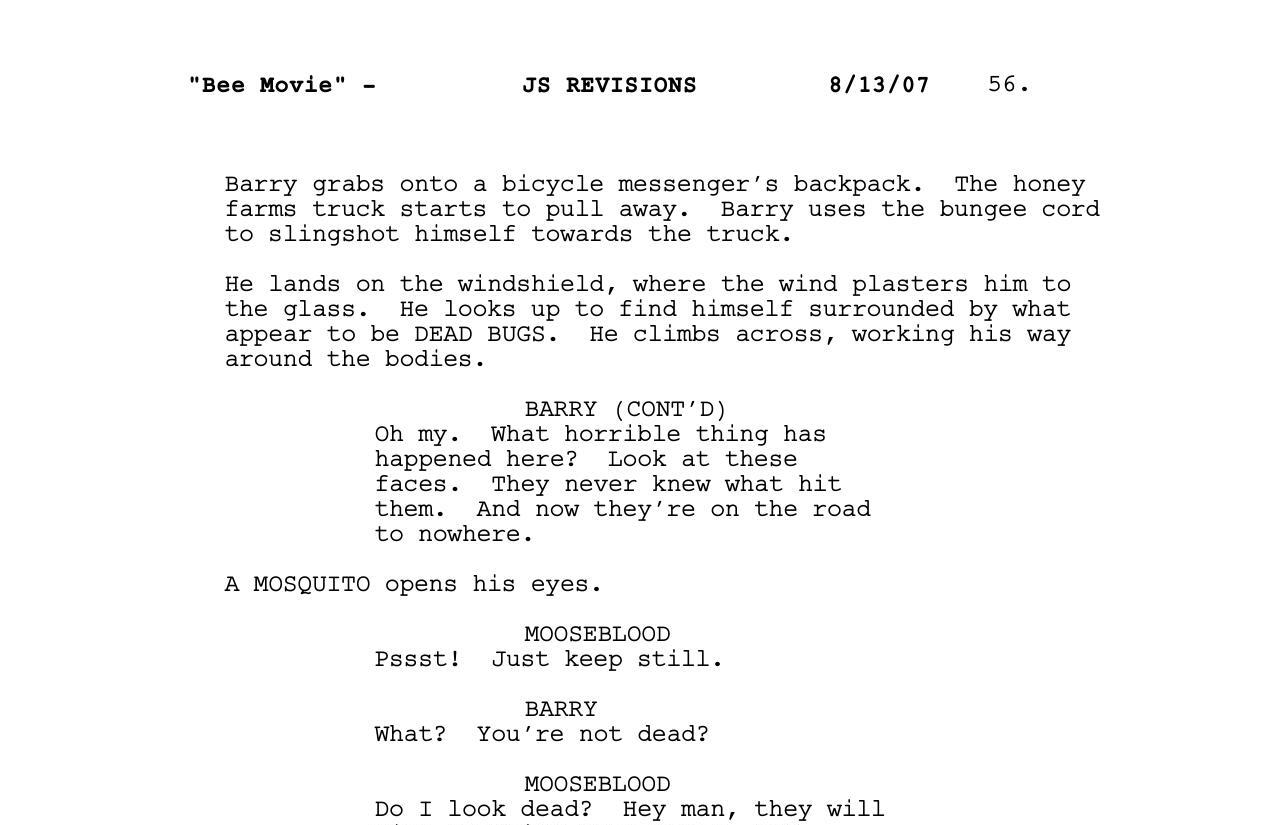 "Bee Movie" - JS REVISIONS 8/13/07 56.
Barry grabs onto a bicycle messenger's backpack.  The honey
farms truck starts to pull away.  Barry uses the bungee cord
to slingshot himself towards the truck.
He lands on the windshield, where the wind plasters him to
the glass.  He looks up to find himself surrounded by what
appear to be DEAD BUGS.  He climbs across, working his way
around the bodies.
BARRY (CONT'D)
Oh my.  What horrible thing has
happened here?  Look at these
faces.  They never knew what hit
them.  And now they're on the road
to nowhere.
A MOSQUITO opens his eyes.
MOOSEBLOOD
Pssst!  Just keep still.
BARRY
What?  You're not dead?
MOOSEBLOOD
Do I look dead?  Hey man, they will